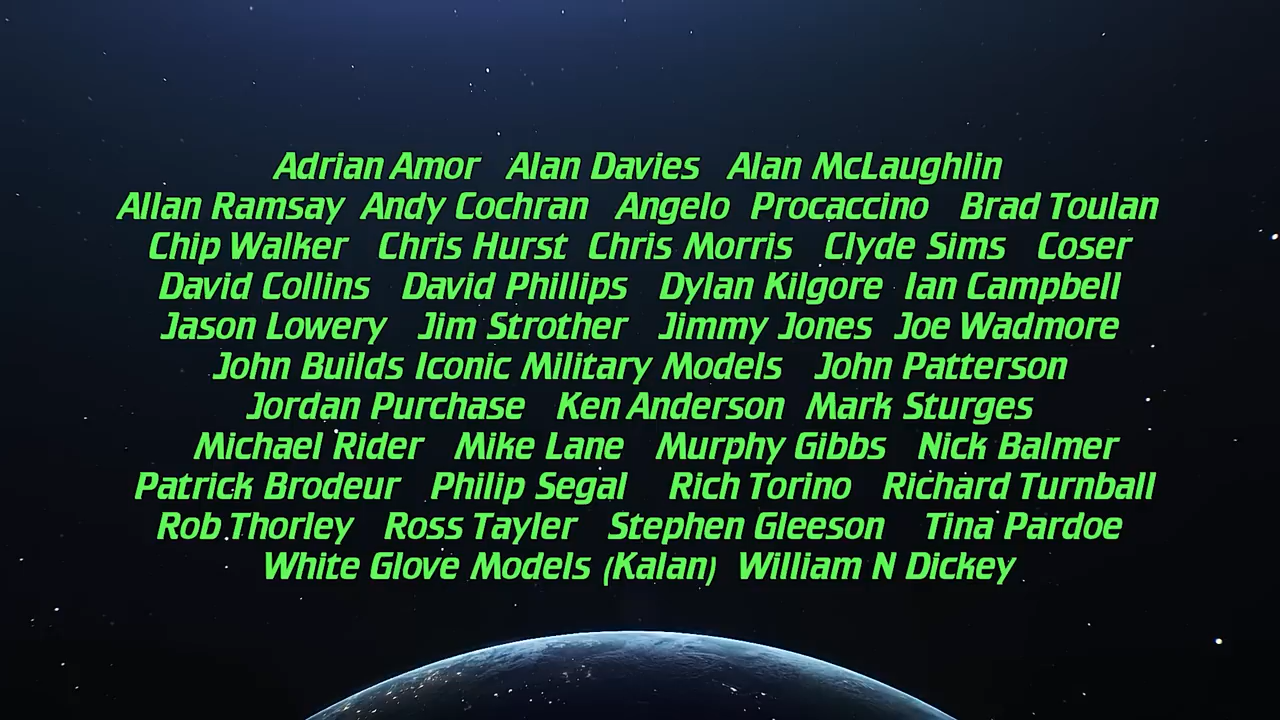 Adrian Amor Alan Davies Alan McLaughlin
Allan Ramsay Andy Cochran Angelo Procaccino Brad Toulan
Chip Walker Chris Hurst Chris Morris Clyde Sims Coser
David Collins David Phillips Dylan Kilgore Ian Campbell
Jason Lowery Jim Strother Jimmy Jones Joe Wadmore
John Builds Iconic Military Models John Patterson
Jordan Purchase Ken Anderson Mark Sturges
Michael Rider Mike Lane Murphy Gibbs Nick Balmer
Patrick Brodeur Philip Segal Rich Torino Richard Turnball
Rob Thorley Ross Tayler Stephen Gleeson Tina Pardoe
White Glove Models (Kalan) William N Dickey